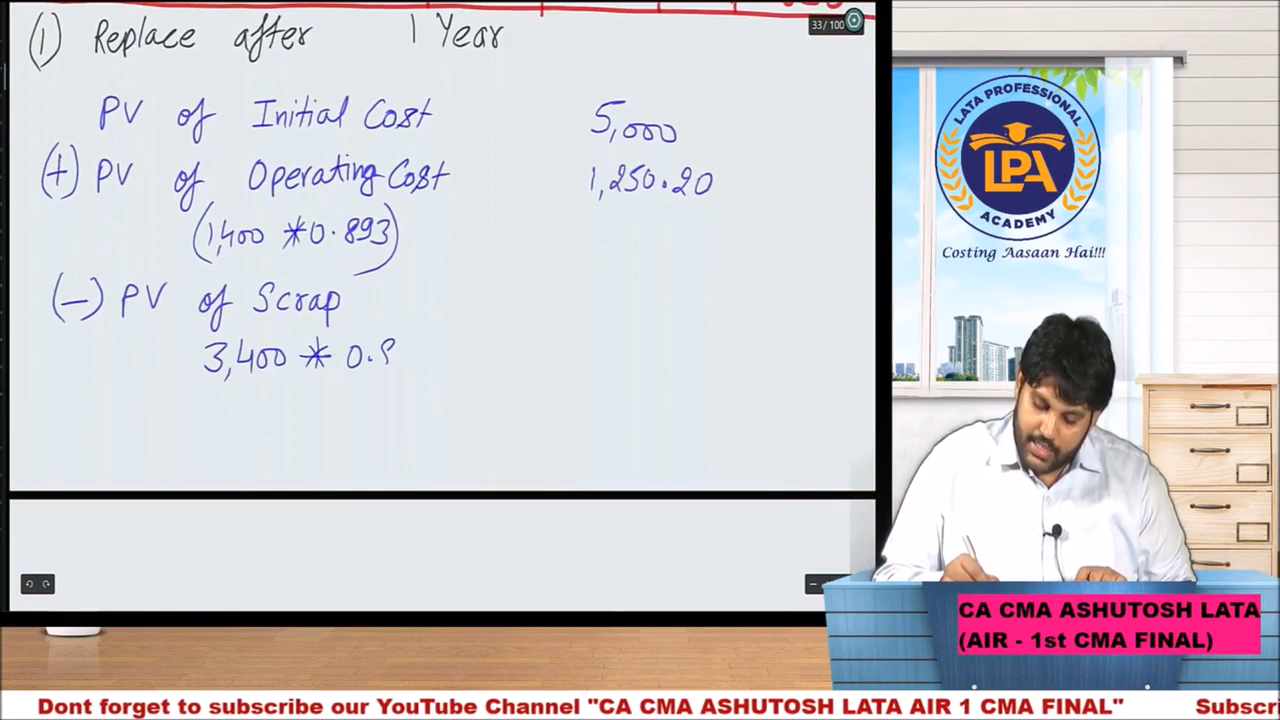 33/100
(1) Replace after 1 Year
PV of Initial Cost 5,000
(+) PV of Operating Cost 1,250.20
(1,400 * 0.893)
(-) PV of Scrap
3,400 * 0.8
LATA PROFESSIONAL
LPA
ACADEMY
Costing Aasaan Hai!!!
CA CMA ASHUTOSH LATA
(AIR - 1st CMA FINAL)
Dont forget to subscribe our YouTube Channel "CA CMA ASHUTOSH LATA AIR 1 CMA FINAL" Subscr